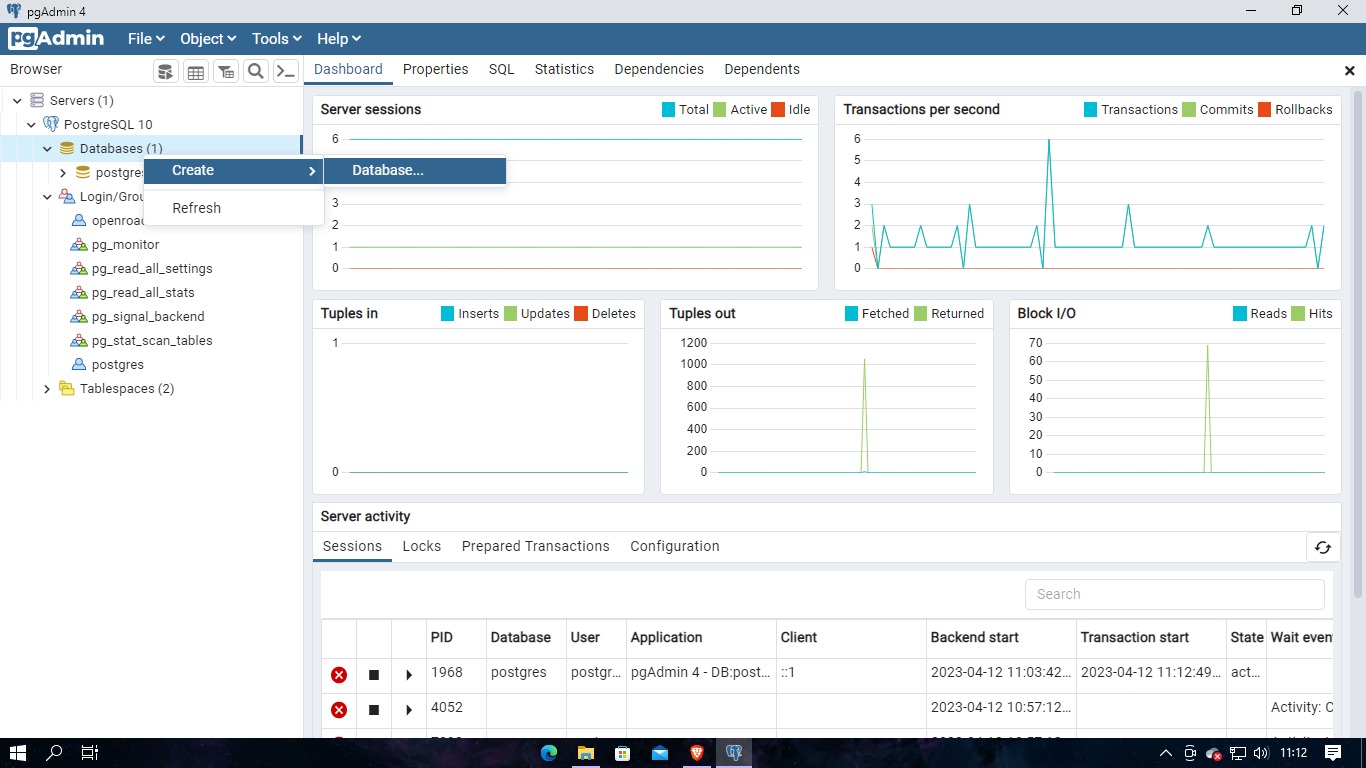 pgAdmin 4
pgAdmin File Object Tools Help
Browser Dashboard Properties SQL Statistics Dependencies Dependents
Servers (1)
PostgreSQL 10
Databases (1)
Create
Database...
Refresh
pg_monitor
pg_read_all_settings
pg_read_all_stats
pg_signal_backend
pg_stat_scan_tables
postgres
Tablespaces (2)
Server sessions Total Active Idle
6
3
2
1
0
Transactions per second Transactions Commits Rollbacks
6
5
4
3
2
1
0
Tuples in Inserts Updates Deletes
1
0
Tuples out Fetched Returned
1200
1000
800
600
400
200
0
Block I/O Reads Hits
70
60
50
40
30
20
10
0
Server activity
Sessions Locks Prepared Transactions Configuration
Search
PID Database User Application Client Backend start Transaction start State Wait even
1968 postgres postgr... pgAdmin 4 - DB:post... ::1 2023-04-12 11:03:42... 2023-04-12 11:12:49... act...
4052 2023-04-12 10:57:12... Activity: C
11:12